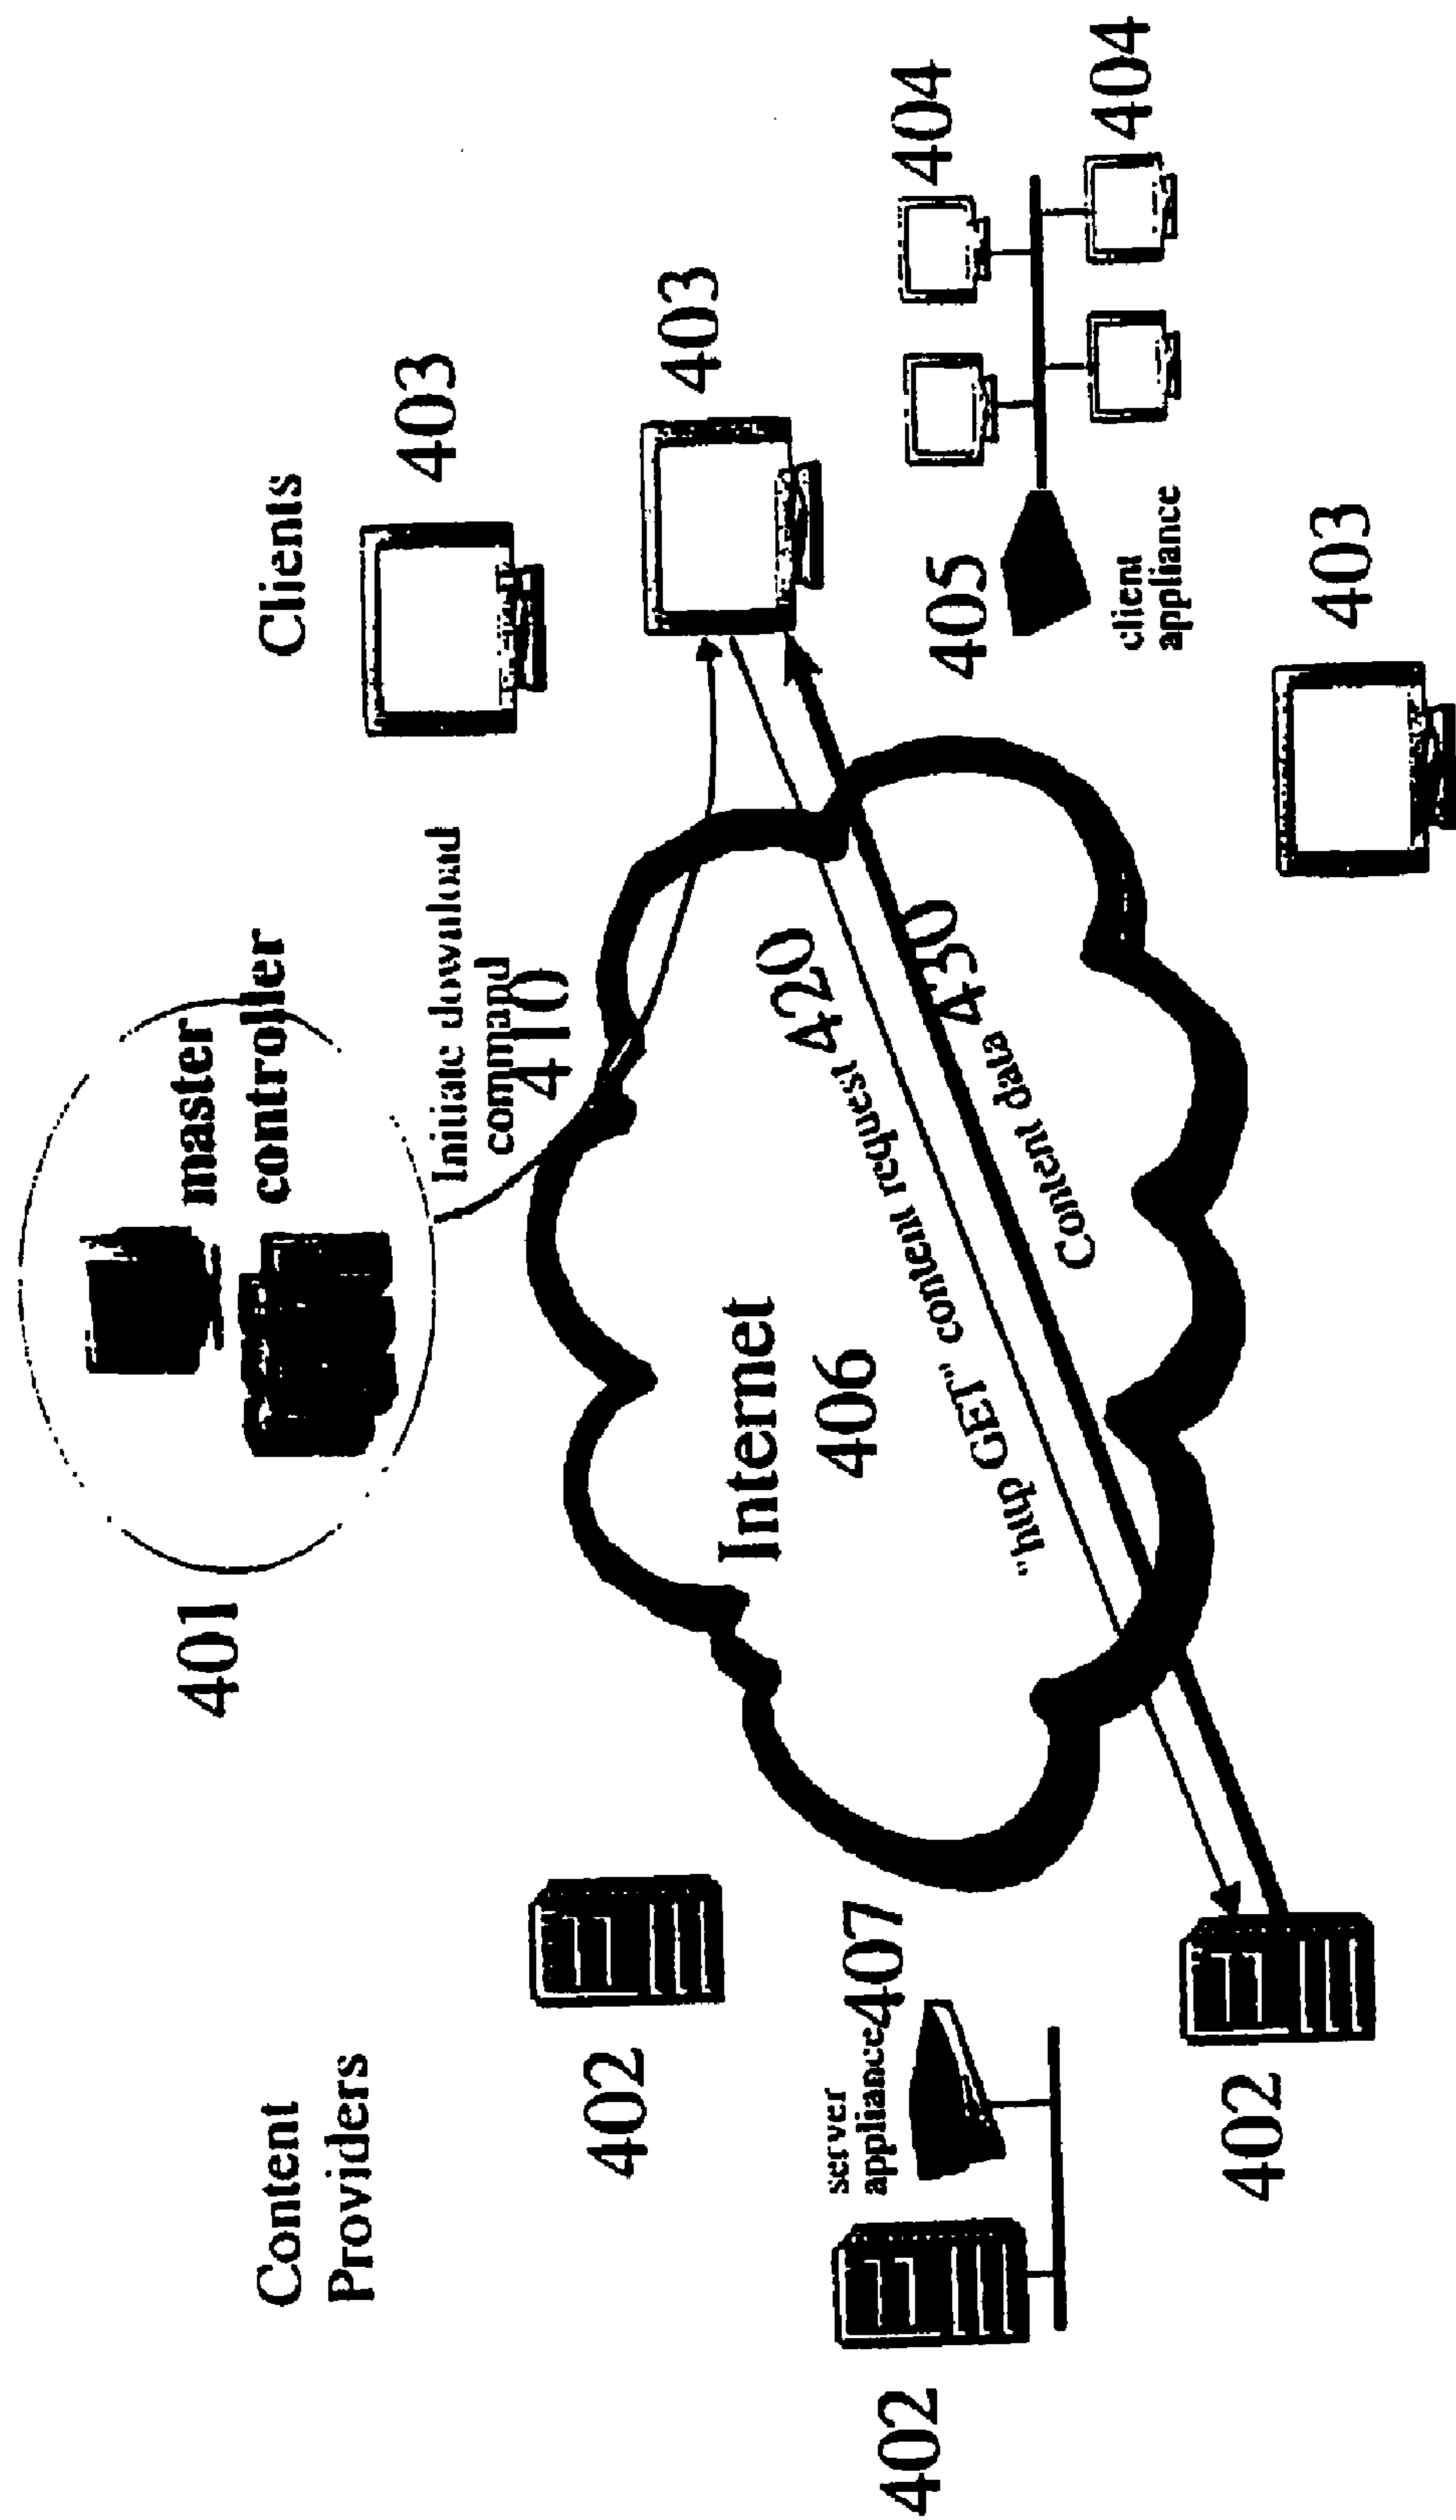 401
master
controller
Content
Providers
Clients
403
Initiate download
command
410
402
403
Internet
406
420
"http GET" content request
Content Data
server
appliance 407
402
404
405
client
appliance
404
402
403